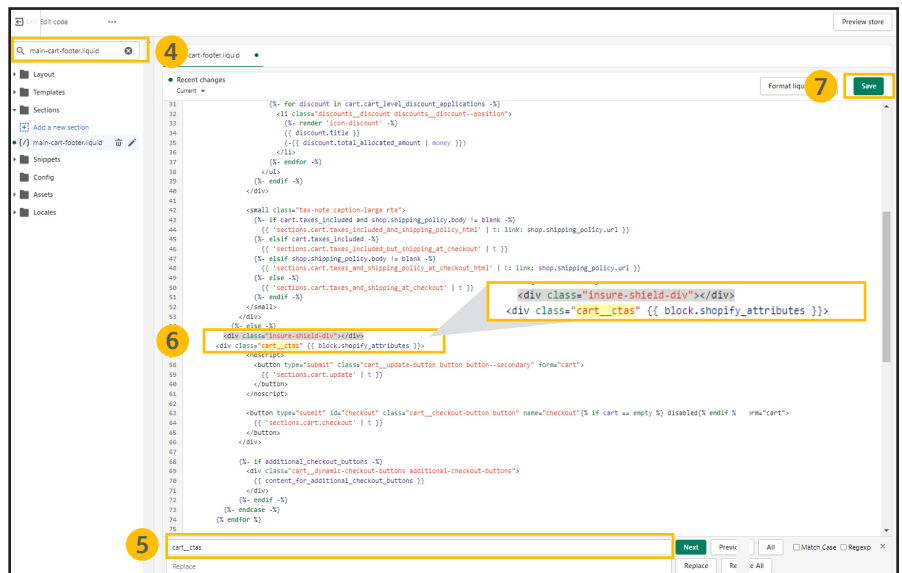 Edit code
•••
Preview store
main-cart-footer.liquid
4
cart-footer.liquid
Layout
Templates
Sections
Add a new section
{/} main-cart-footer.liquid
Snippets
Config
Assets
Locales
Recent changes
Current
Format liqu
7
Save
31 {%- for discount in cart.cart_level_discount_applications -%}
32 <li class="discounts__discount discounts__discount--position">
33 {%- render 'icon-discount' -%}
34 {{ discount.title }}
35 (-{{ discount.total_allocated_amount | money }})
36 </li>
37 {%- endfor -%}
38 </ul>
39 {%- endif -%}
40 </div>
41
42 <small class="tax-note caption-large rte">
43 {%- if cart.taxes_included and shop.shipping_policy.body != blank -%}
44 {{ 'sections.cart.taxes_included_and_shipping_policy_html' | t: link: shop.shipping_policy.url }}
45 {%- elsif cart.taxes_included -%}
46 {{ 'sections.cart.taxes_included_but_shipping_at_checkout' | t }}
47 {%- elsif shop.shipping_policy.body != blank -%}
48 {{ 'sections.cart.taxes_and_shipping_policy_at_checkout_html' | t: link: shop.shipping_policy.url }}
49 {%- else -%}
50 {{ 'sections.cart.taxes_and_shipping_at_checkout' | t }}
51 {%- endif -%}
52 </small>
53 </div>
{%- else -%}
6
<div class="insure-shield-div"></div>
<div class="cart__ctas" {{ block.shopify_attributes }}>
<div class="insure-shield-div"></div>
<div class="cart__ctas" {{ block.shopify_attributes }}>
<noscript>
58 <button type="submit" class="cart__update-button button button--secondary" form="cart">
59 {{ 'sections.cart.update' | t }}
60 </button>
61 </noscript>
62
63 <button type="submit" id="checkout" class="cart__checkout-button button" name="checkout"{% if cart == empty %} disabled{% endif % orm="cart">
64 {{ 'sections.cart.checkout' | t }}
65 </button>
66 </div>
67
68 {%- if additional_checkout_buttons -%}
69 <div class="cart__dynamic-checkout-buttons additional-checkout-buttons">
70 {{ content_for_additional_checkout_buttons }}
71 </div>
72 {%- endif -%}
73 {%- endcase -%}
74 {% endfor %}
75
5
cart__ctas
Next
Previo
All
Match Case
Regexp
×
Replace
Replace
Re e All